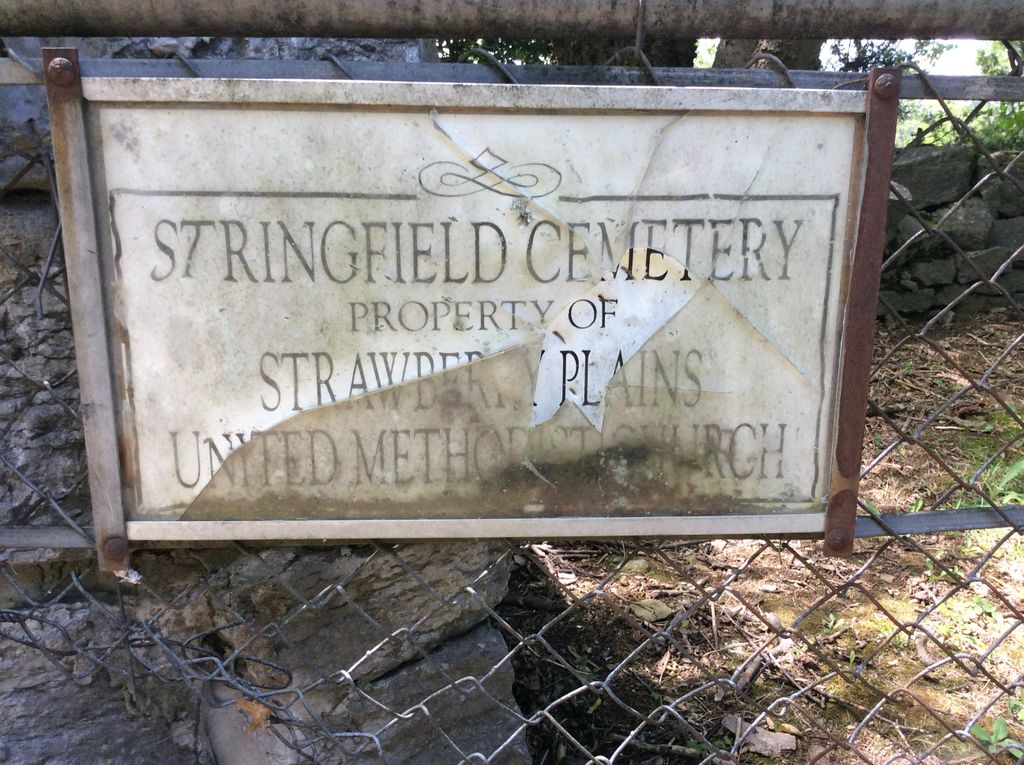 STRINGFIELD CEMETERY
PROPERTY OF
STRAWBERRY PLAINS
UNITED METHODIST CHURCH